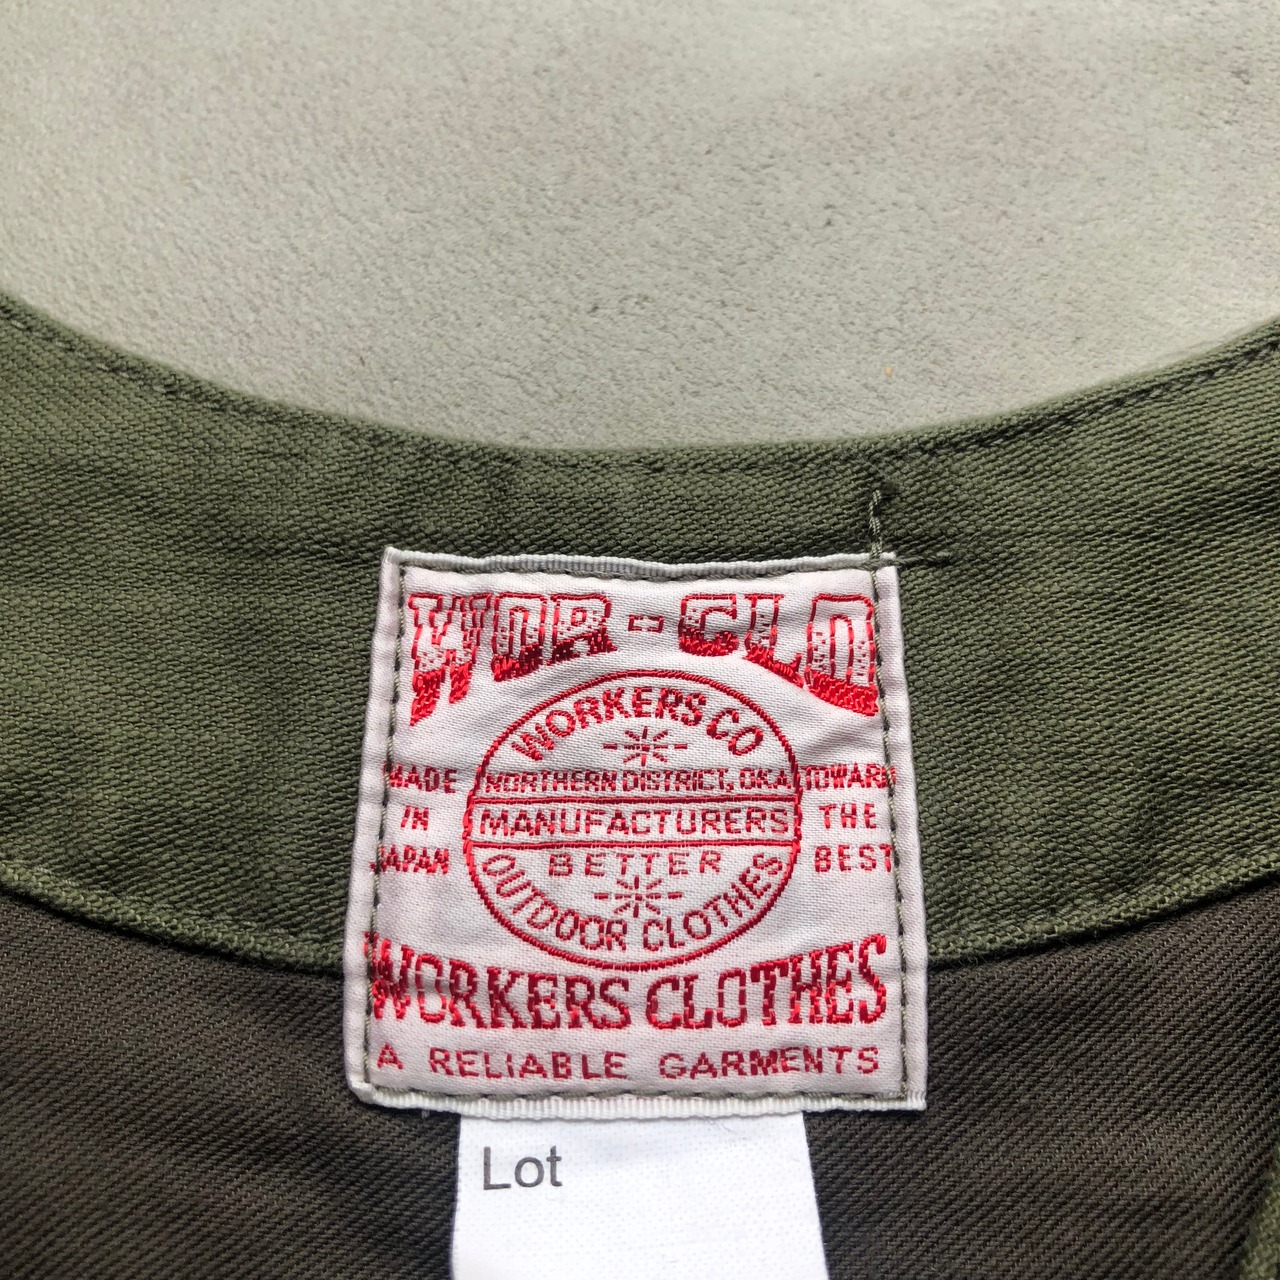 WOR-CLO
WORKERS CO
NORTHERN DISTRICT, OKA
MADE
IN
JAPAN
MANUFACTURERS
BETTER
OUTDOOR CLOTHES
TOWARD
THE
BEST
WORKERS CLOTHES
A RELIABLE GARMENTS
Lot